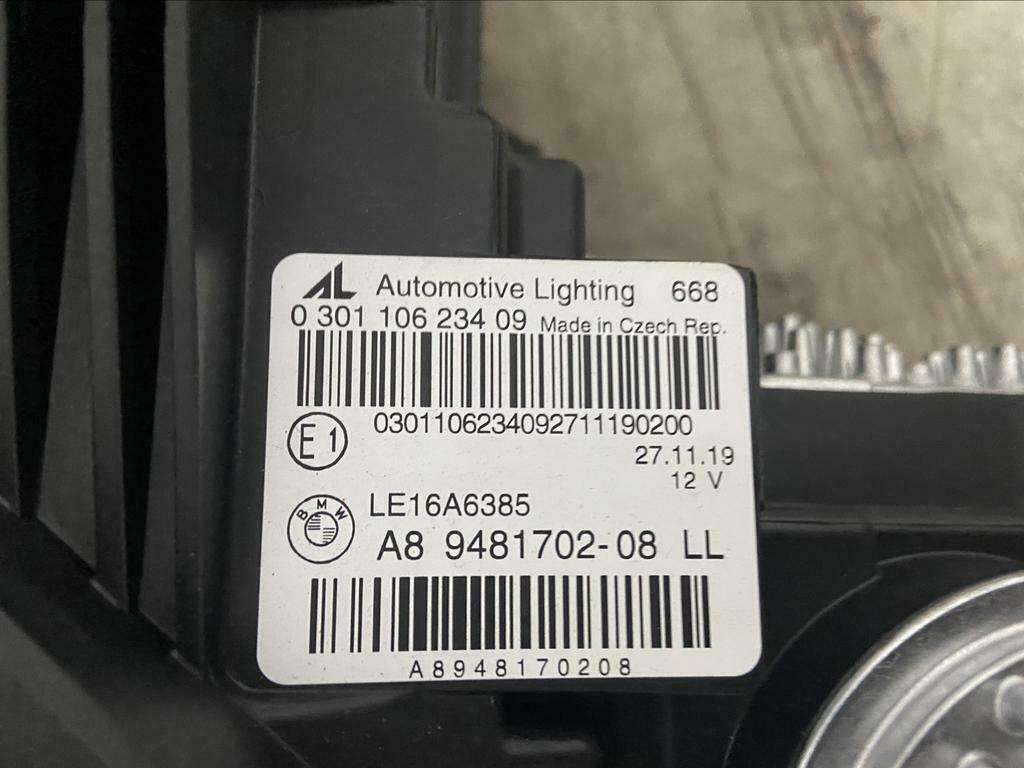 AL Automotive Lighting 668
0 301 106 234 09 Made in Czech Rep.
0301106234092711190200
E1
27.11.19
12 V
LE16A6385
BMW
A8 9481702-08 LL
A8948170208